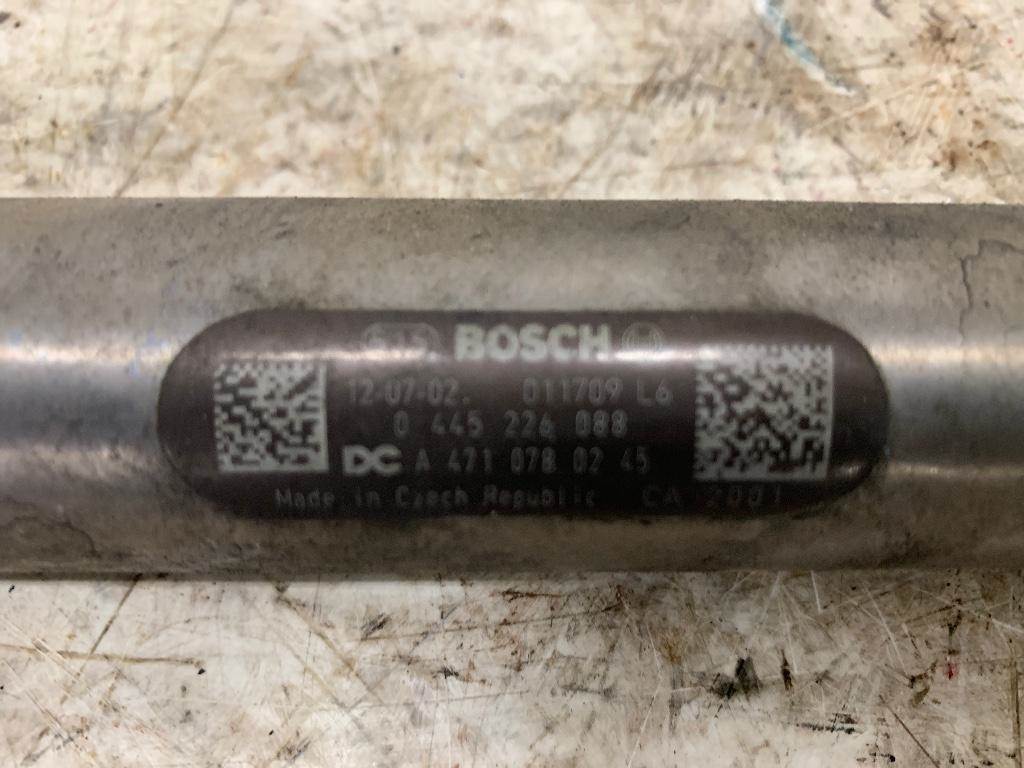 BOSCH
12-07-02. 011709 L6
0 445 226 088
DC A 471 078 02 45
Made in Czech Republic CA 2001